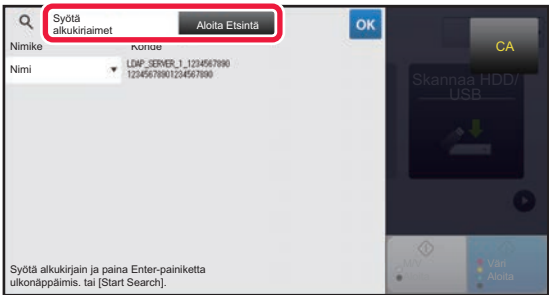 Syötä
alkukirjaimet
Aloita Etsintä
OK
CA
Nimike
Kohde
Nimi
LDAP_SERVER_1_1234567890
12345678901234567890
Skannaa HDD/
USB
Syötä alkukirjain ja paina Enter-painiketta
ulkonäppäimis. tai [Start Search].
Väri
Aloita